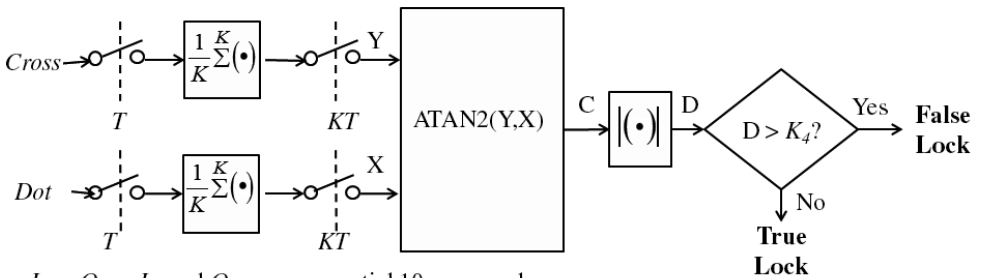 Cross
T
1/K Σ^K (•)
KT
Y
Dot
T
1/K Σ^K (•)
KT
X
ATAN2(Y,X)
C
|(•)|
D
D > K₄?
Yes
False
Lock
No
True
Lock